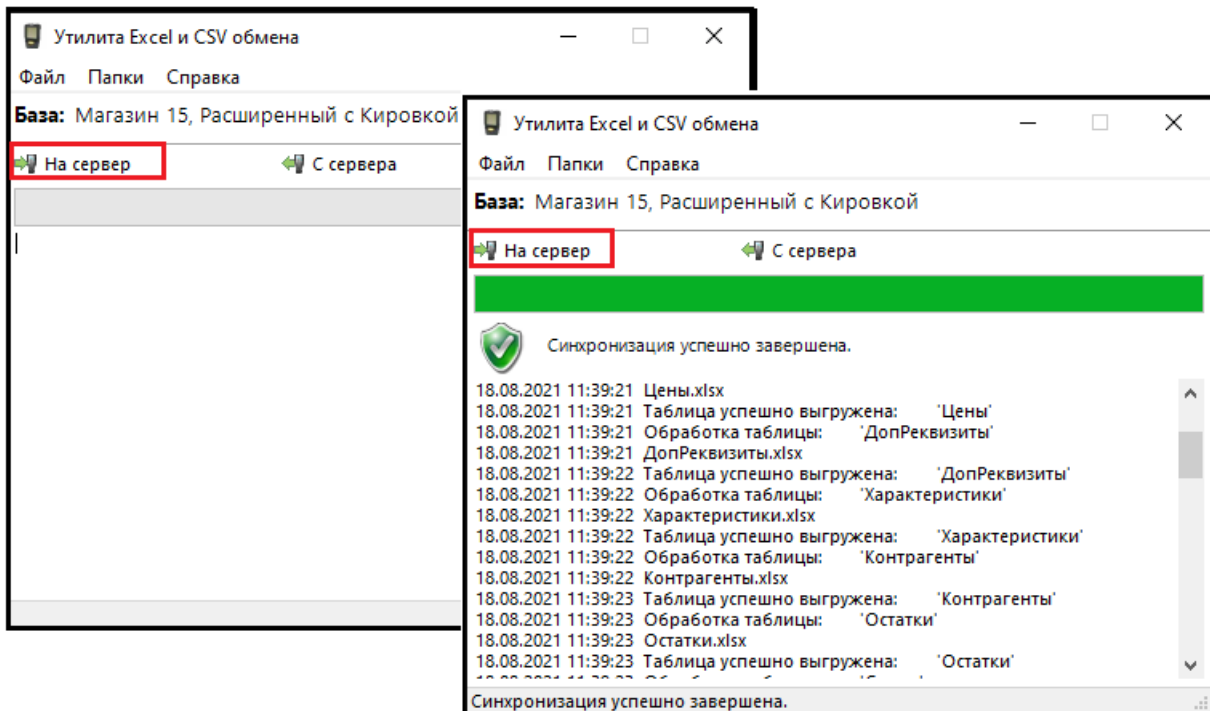 Утилита Excel и CSV обмена
Файл Папки Справка
База: Магазин 15, Расширенный с Кировкой
На сервер С сервера
Утилита Excel и CSV обмена
Файл Папки Справка
База: Магазин 15, Расширенный с Кировкой
На сервер С сервера
Синхронизация успешно завершена.
18.08.2021 11:39:21 Цены.xlsx
18.08.2021 11:39:21 Таблица успешно выгружена: 'Цены'
18.08.2021 11:39:21 Обработка таблицы: 'ДопРеквизиты'
18.08.2021 11:39:21 ДопРеквизиты.xlsx
18.08.2021 11:39:22 Таблица успешно выгружена: 'ДопРеквизиты'
18.08.2021 11:39:22 Обработка таблицы: 'Характеристики'
18.08.2021 11:39:22 Характеристики.xlsx
18.08.2021 11:39:22 Таблица успешно выгружена: 'Характеристики'
18.08.2021 11:39:22 Обработка таблицы: 'Контрагенты'
18.08.2021 11:39:22 Контрагенты.xlsx
18.08.2021 11:39:23 Таблица успешно выгружена: 'Контрагенты'
18.08.2021 11:39:23 Обработка таблицы: 'Остатки'
18.08.2021 11:39:23 Остатки.xlsx
18.08.2021 11:39:23 Таблица успешно выгружена: 'Остатки'
Синхронизация успешно завершена.